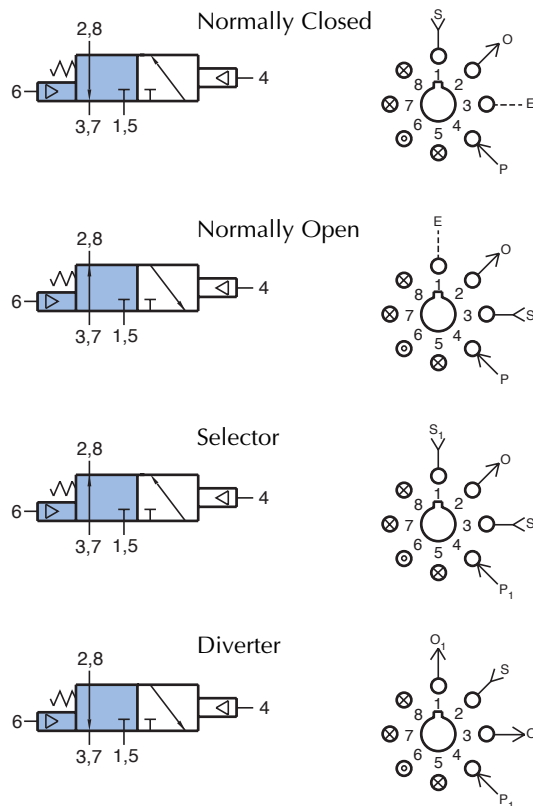 Normally Closed
2,8
6
4
3,7 1,5
S
O
1
8 2
7 3
E
6 4
5
P
Normally Open
2,8
6
4
3,7 1,5
E
O
1
8 2
7 3
S
6 4
5
P
Selector
2,8
6
4
3,7 1,5
S1
O
1
8 2
7 3
S
6 4
5
P1
Diverter
2,8
6
4
3,7 1,5
O1
S
1
8 2
7 3
6 4
5
P1